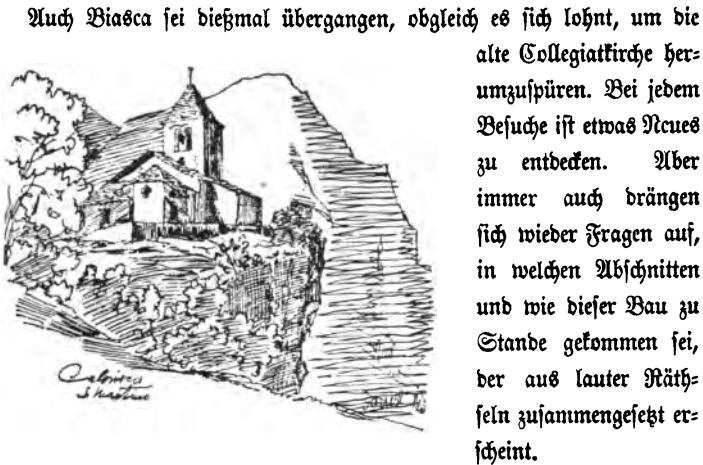 Auch Biasca sei dießmal übergangen, obgleich es sich lohnt, um die
alte Collegiatkirche her-
umzuspüren. Bei jedem
Besuche ist etwas Neues
zu entdecken. Aber
immer auch drängen
sich wieder Fragen auf,
in welchen Abschnitten
und wie dieser Bau zu
Stande gekommen sei,
der aus lauter Räth-
seln zusammengesetzt er-
scheint.